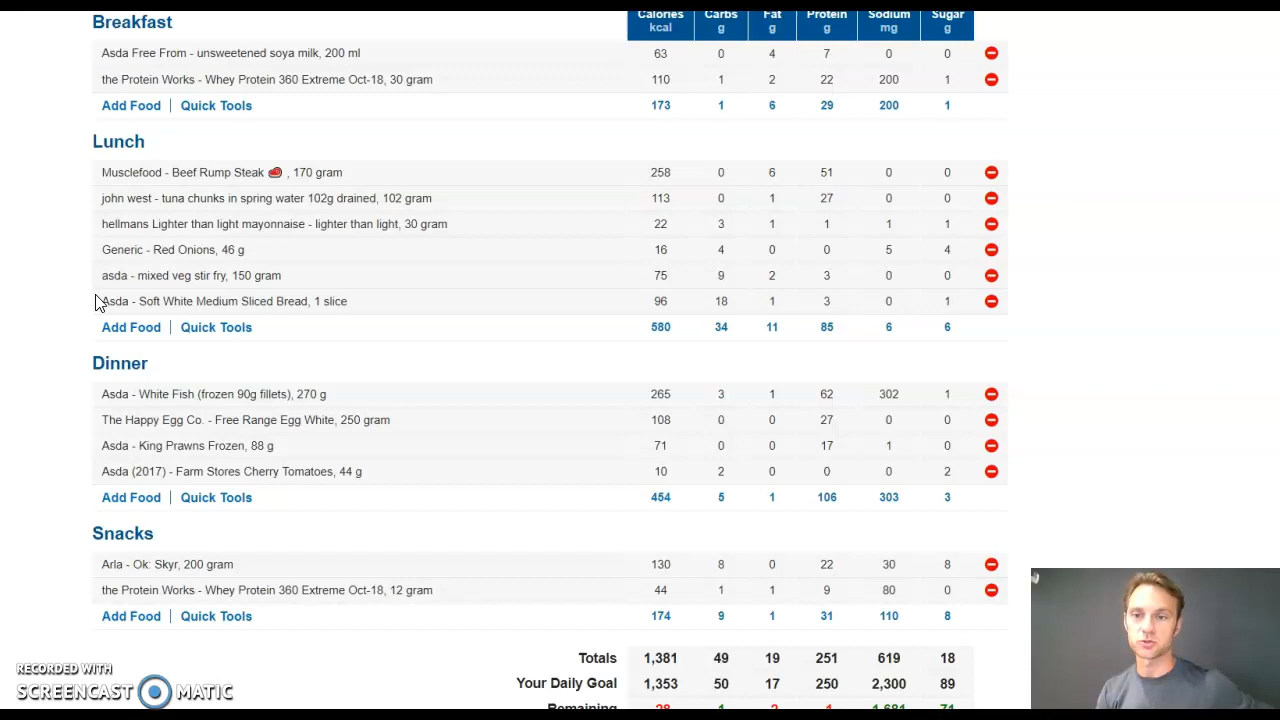 Breakfast Calories Carbs Fat Protein Sodium Sugar
kcal g g g mg g
Asda Free From - unsweetened soya milk, 200 ml 63 0 4 7 0 0
the Protein Works - Whey Protein 360 Extreme Oct-18, 30 gram 110 1 2 22 200 1
Add Food | Quick Tools 173 1 6 29 200 1
Lunch
Musclefood - Beef Rump Steak 🥩 , 170 gram 258 0 6 51 0 0
john west - tuna chunks in spring water 102g drained, 102 gram 113 0 1 27 0 0
hellmans Lighter than light mayonnaise - lighter than light, 30 gram 22 3 1 1 1 1
Generic - Red Onions, 46 g 16 4 0 0 5 4
asda - mixed veg stir fry, 150 gram 75 9 2 3 0 0
Asda - Soft White Medium Sliced Bread, 1 slice 96 18 1 3 0 1
Add Food | Quick Tools 580 34 11 85 6 6
Dinner
Asda - White Fish (frozen 90g fillets), 270 g 265 3 1 62 302 1
The Happy Egg Co. - Free Range Egg White, 250 gram 108 0 0 27 0 0
Asda - King Prawns Frozen, 88 g 71 0 0 17 1 0
Asda (2017) - Farm Stores Cherry Tomatoes, 44 g 10 2 0 0 0 2
Add Food | Quick Tools 454 5 1 106 303 3
Snacks
Arla - Ok: Skyr, 200 gram 130 8 0 22 30 8
the Protein Works - Whey Protein 360 Extreme Oct-18, 12 gram 44 1 1 9 80 0
Add Food | Quick Tools 174 9 1 31 110 8
Totals 1,381 49 19 251 619 18
Your Daily Goal 1,353 50 17 250 2,300 89
Remaining 28 1 2 1 1,681 71
RECORDED WITH
SCREENCAST MATIC